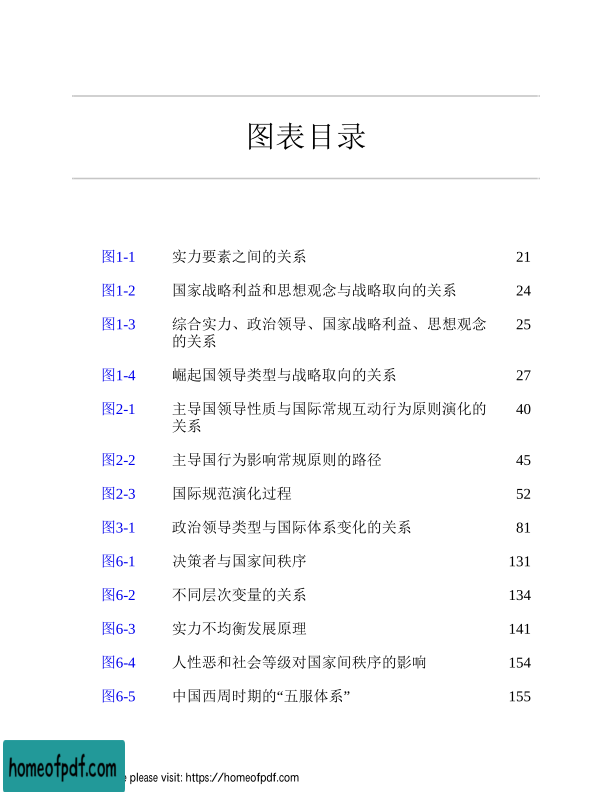 图表目录
图1-1 实力要素之间的关系 21
图1-2 国家战略利益和思想观念与战略取向的关系 24
图1-3 综合实力、政治领导、国家战略利益、思想观念 25
的关系
图1-4 崛起国领导类型与战略取向的关系 27
图2-1 主导国领导性质与国际常规互动行为原则演化的 40
关系
图2-2 主导国行为影响常规原则的路径 45
图2-3 国际规范演化过程 52
图3-1 政治领导类型与国际体系变化的关系 81
图6-1 决策者与国家间秩序 131
图6-2 不同层次变量的关系 134
图6-3 实力不均衡发展原理 141
图6-4 人性恶和社会等级对国家间秩序的影响 154
图6-5 中国西周时期的“五服体系” 155
homeofpdf.com
please visit: https://homeofpdf.com